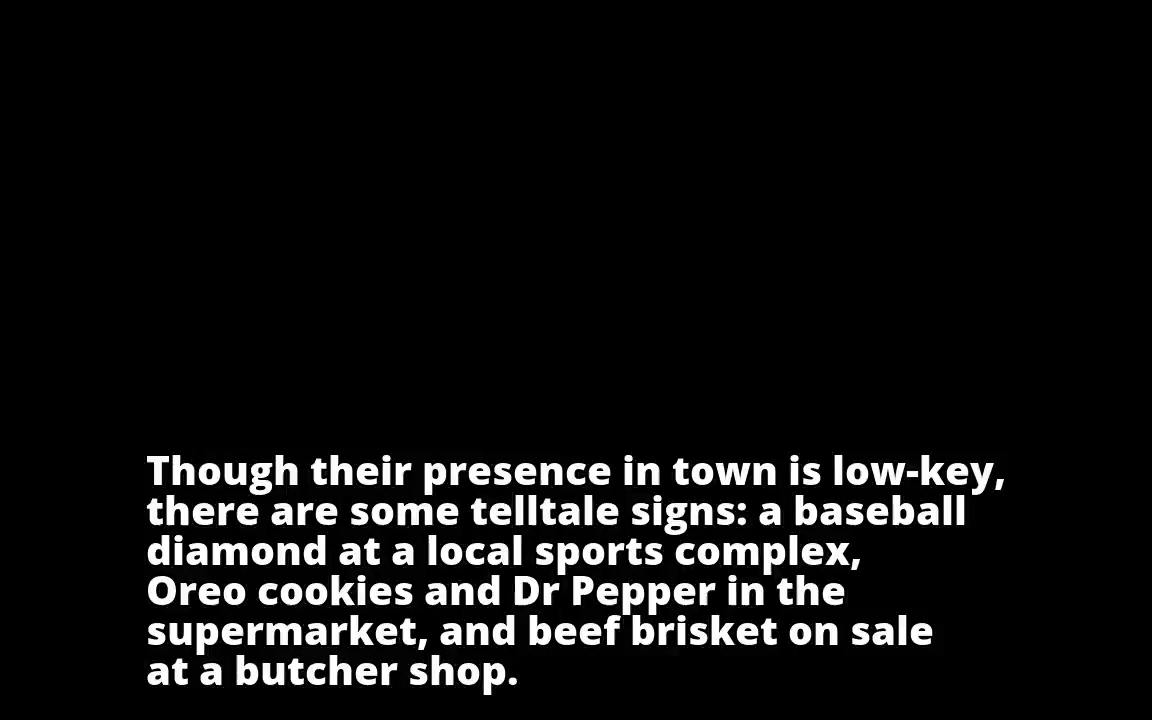 Though their presence in town is low-key,
there are some telltale signs: a baseball
diamond at a local sports complex,
Oreo cookies and Dr Pepper in the
supermarket, and beef brisket on sale
at a butcher shop.